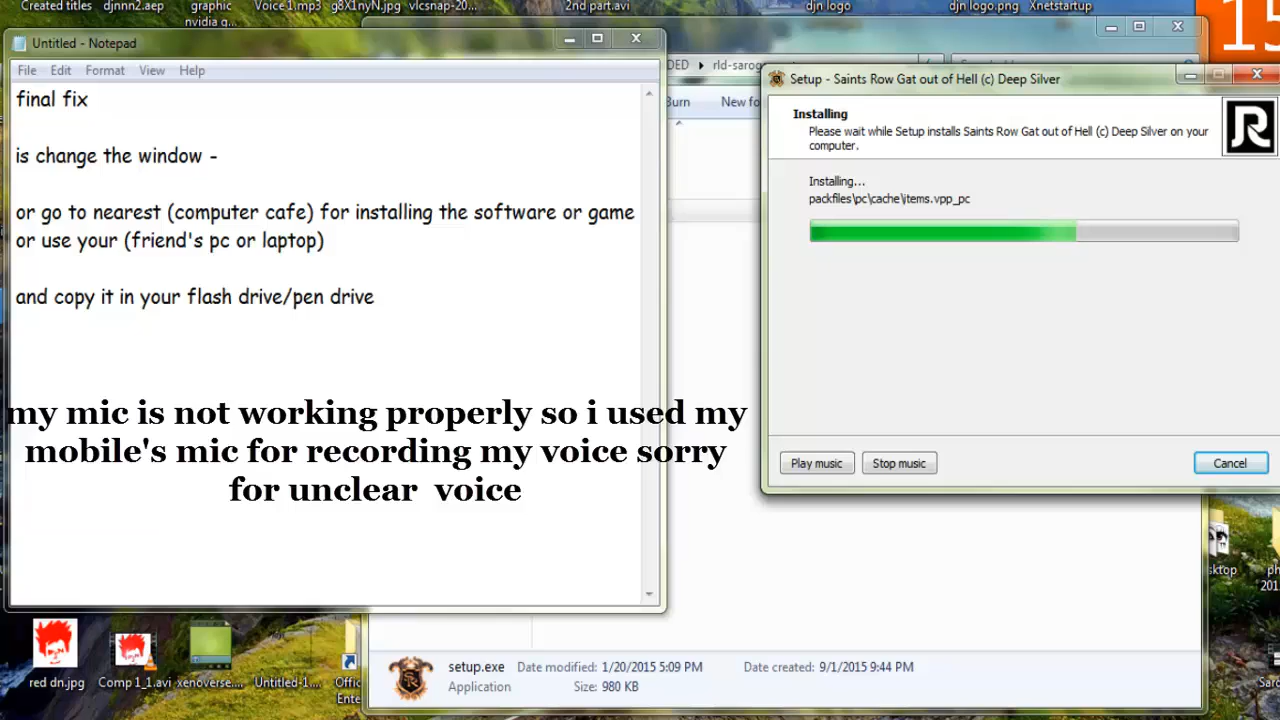 Created titles
djnnn2.aep
graphic
nvidia g...
Voice 1.mp3
g8X1nyN.jpg
vlcsnap-20...
2nd part.avi
djn logo
djn logo.png
Xnetstartup
15
Untitled - Notepad
File Edit Format View Help
final fix
is change the window -
or go to nearest (computer cafe) for installing the software or game
or use your (friend's pc or laptop)
and copy it in your flash drive/pen drive
my mic is not working properly so i used my
mobile's mic for recording my voice sorry
for unclear voice
DED
rld-sarog
Burn
New fo
Setup - Saints Row Gat out of Hell (c) Deep Silver
Installing
Please wait while Setup installs Saints Row Gat out of Hell (c) Deep Silver on your
computer.
R
Installing...
packfiles\pc\cache\items.vpp_pc
Play music
Stop music
Cancel
red dn.jpg
Comp 1_1.avi
xenoverse....
Untitled-1....
Offic
Ente
setup.exe
Application
Date modified: 1/20/2015 5:09 PM
Size: 980 KB
Date created: 9/1/2015 9:44 PM
sktop
ph
201
Sar